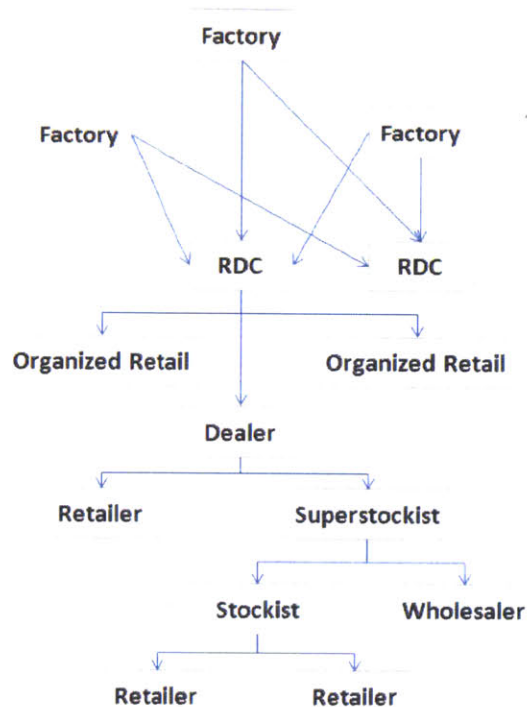 Factory
Factory
Factory
RDC
RDC
Organized Retail
Organized Retail
Dealer
Retailer
Superstockist
Stockist
Wholesaler
Retailer
Retailer